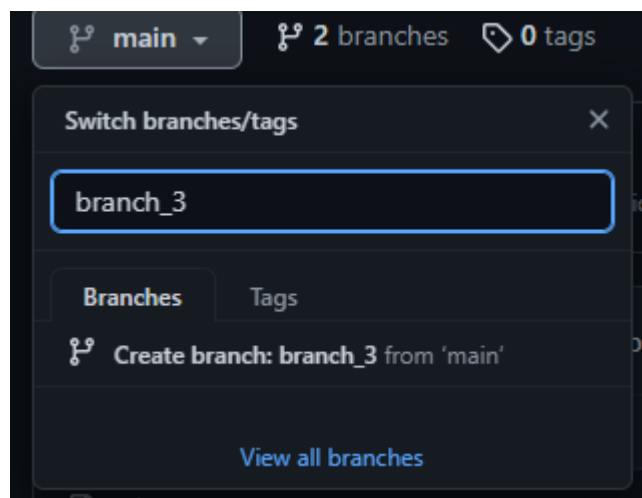 main 2 branches 0 tags
Switch branches/tags
branch_3
Branches Tags
Create branch: branch_3 from ‘main’
View all branches